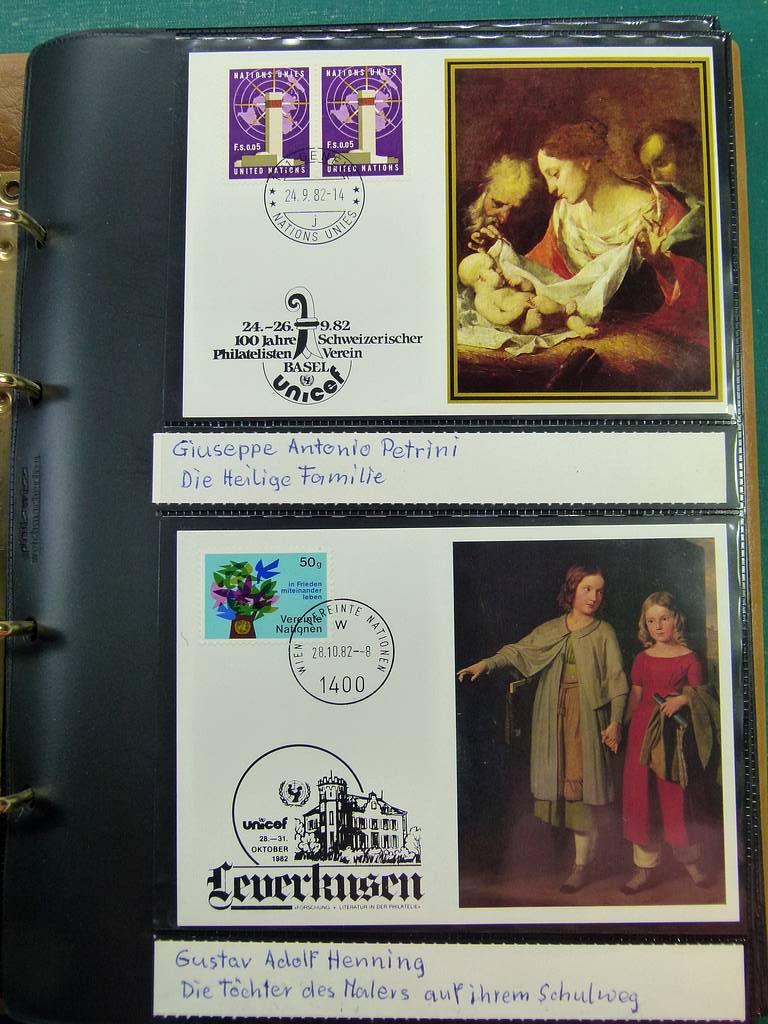 NATIONS UNIES
F.s. 0.05
UNITED NATIONS
NATIONS UNIES
F.s. 0.05
UNITED NATIONS
24.9.82-14
j
NATIONS UNIES
24.-26. 9.82
100 Jahre Schweizerischer
Philatelisten Verein
BASEL
unicef
Giuseppe Antonio Petrini
Die Heilige Familie
50g
in Frieden
miteinander
leben
Vereinte
Nationen
WIEN VEREINTE NATIONEN
W
28.10.82--8
1400
unicef
28.—31.
OKTOBER
1982
Leverkusen
»FORSCHUNG + LITERATUR IN DER PHILATELIE«
Gustav Adolf Henning
Die Töchter des Malers auf ihrem Schulweg